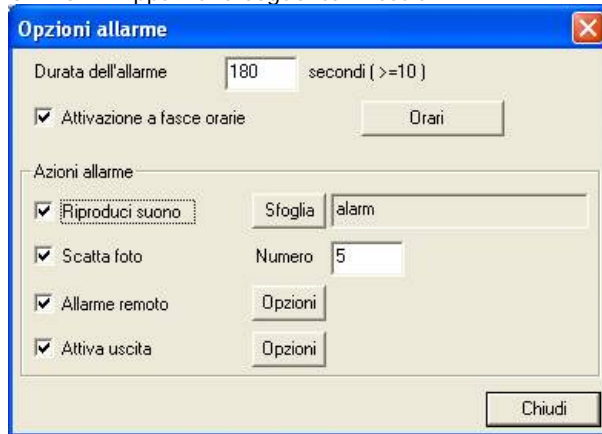 Opzioni allarme
Durata dell'allarme 180 secondi ( >=10 )
Attivazione a fasce orarie Orari
Azioni allarme
Riproduci suono Sfoglia alarm
Scatta foto Numero 5
Allarme remoto Opzioni
Attiva uscita Opzioni
Chiudi